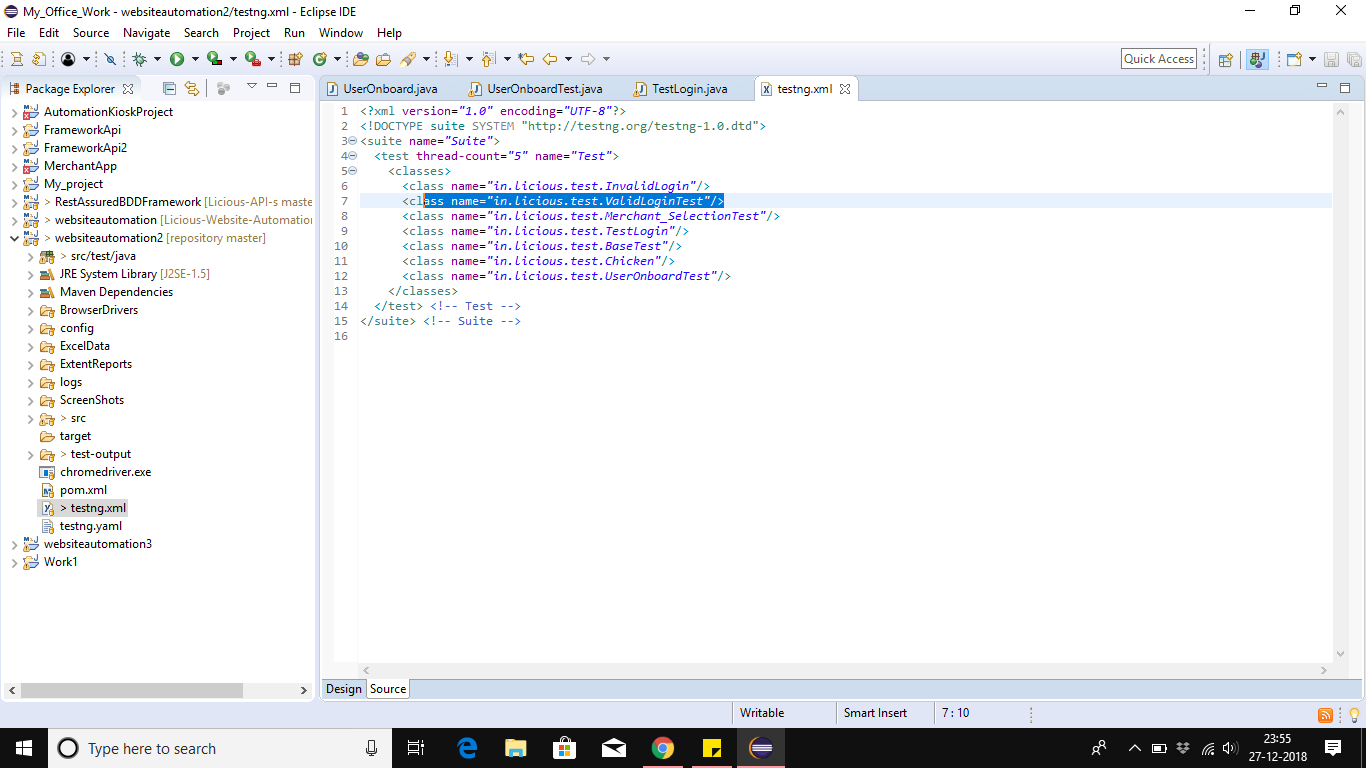 My_Office_Work - websiteautomation2/testng.xml - Eclipse IDE
File Edit Source Navigate Search Project Run Window Help
Quick Access
Package Explorer
AutomationKioskProject
FrameworkApi
FrameworkApi2
MerchantApp
My_project
> RestAssuredBDDFramework [Licious-API-s maste
> websiteautomation [Licious-Website-Automation
> websiteautomation2 [repository master]
> src/test/java
JRE System Library [J2SE-1.5]
Maven Dependencies
BrowserDrivers
config
ExcelData
ExtentReports
logs
ScreenShots
> src
target
> test-output
chromedriver.exe
pom.xml
> testng.xml
testng.yaml
websiteautomation3
Work1
UserOnboard.java UserOnboardTest.java TestLogin.java testng.xml
1 <?xml version="1.0" encoding="UTF-8"?>
2 <!DOCTYPE suite SYSTEM "http://testng.org/testng-1.0.dtd">
3 <suite name="Suite">
4 <test thread-count="5" name="Test">
5 <classes>
6 <class name="in.licious.test.InvalidLogin"/>
7 <class name="in.licious.test.ValidLoginTest"/>
8 <class name="in.licious.test.Merchant_SelectionTest"/>
9 <class name="in.licious.test.TestLogin"/>
10 <class name="in.licious.test.BaseTest"/>
11 <class name="in.licious.test.Chicken"/>
12 <class name="in.licious.test.UserOnboardTest"/>
13 </classes>
14 </test> <!-- Test -->
15 </suite> <!-- Suite -->
16
Design Source
Writable Smart Insert 7 : 10
Type here to search
23:55
27-12-2018